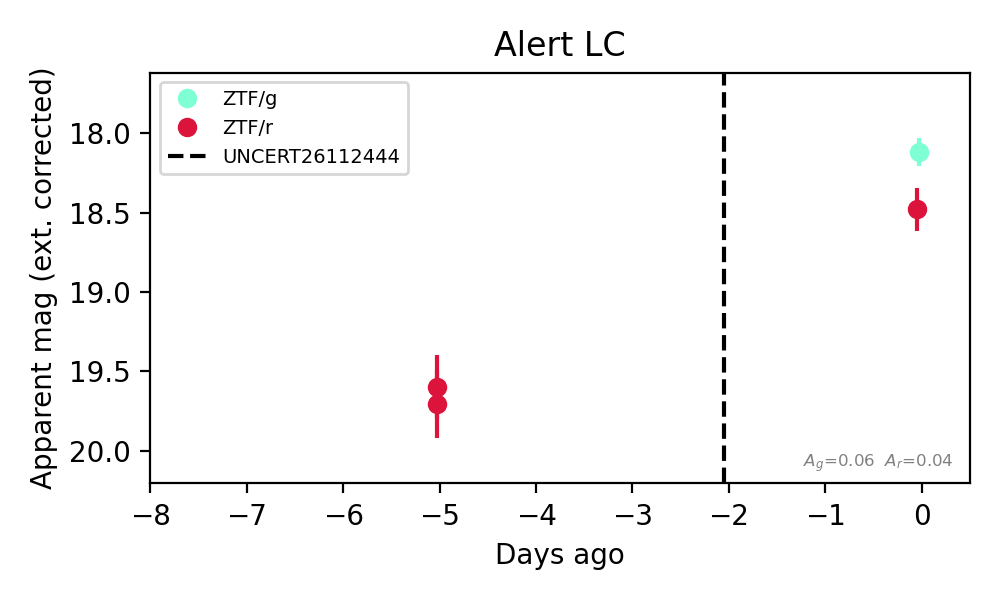 Alert LC
Apparent mag (ext. corrected)
18.0
18.5
19.0
19.5
20.0
ZTF/g
ZTF/r
UNCERT26112444
A_g=0.06 A_r=0.04
−8 −7 −6 −5 −4 −3 −2 −1 0
Days ago